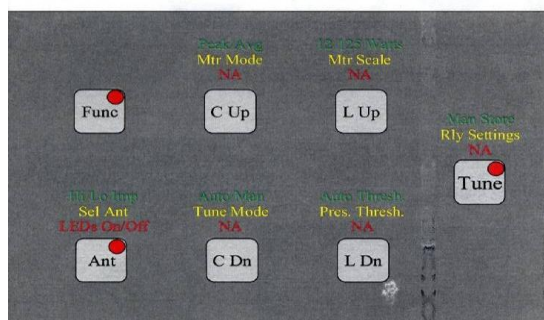 Peak Avg
Mtr Mode
NA
12 125 Watts
Mtr Scale
NA
Func
C Up
L Up
Man Store
Rly Settings
NA
Tune
Hi/Lo Imp
Sel Ant
LEDs On/Off
Auto/Man
Tune Mode
NA
Auto Thresh.
Pres. Thresh.
NA
Ant
C Dn
L Dn